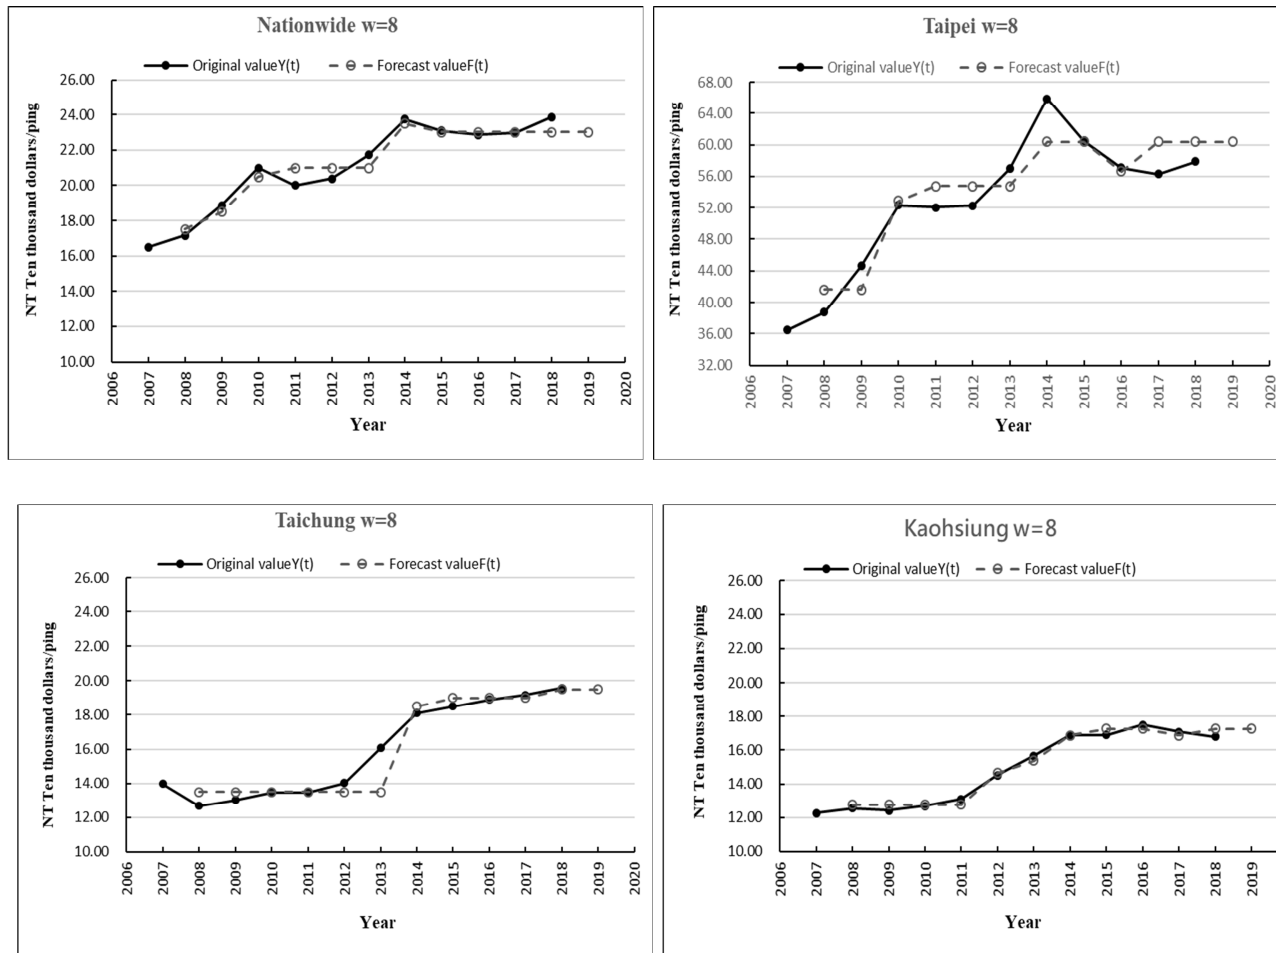 Nationwide w=8
Original valueY(t) Forecast valueF(t)
NT Ten thousand dollars/ping
26.00
24.00
22.00
20.00
18.00
16.00
14.00
12.00
10.00
2006 2007 2008 2009 2010 2011 2012 2013 2014 2015 2016 2017 2018 2019 2020
Year
Taipei w=8
Original valueY(t) Forecast valueF(t)
NT Ten thousand dollars/ping
68.00
64.00
60.00
56.00
52.00
48.00
44.00
40.00
36.00
32.00
2006 2007 2008 2009 2010 2011 2012 2013 2014 2015 2016 2017 2018 2019 2020
Year
Taichung w=8
Original valueY(t) Forecast valueF(t)
NT Ten thousand dollars/ping
26.00
24.00
22.00
20.00
18.00
16.00
14.00
12.00
10.00
2006 2007 2008 2009 2010 2011 2012 2013 2014 2015 2016 2017 2018 2019 2020
Year
Kaohsiung w=8
Original valueY(t) Forecast valueF(t)
NT Ten thousand dollars/ping
26.00
24.00
22.00
20.00
18.00
16.00
14.00
12.00
10.00
2006 2007 2008 2009 2010 2011 2012 2013 2014 2015 2016 2017 2018 2019
Year